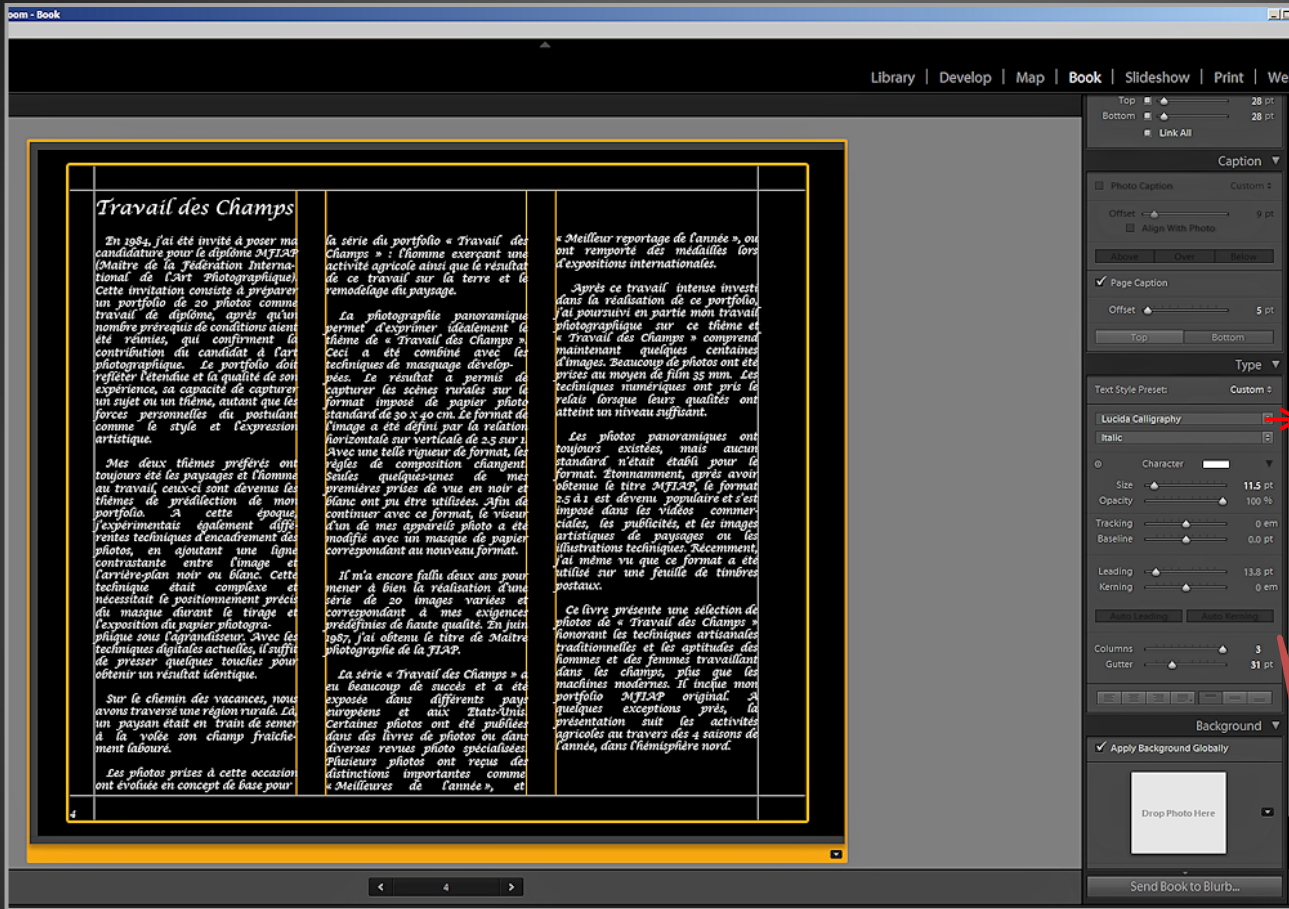 oom - Book
Library | Develop | Map | Book | Slideshow | Print | We
Travail des Champs
En 1984, j'ai été invité à poser ma
candidature pour le diplôme MFIAP
(Maître de la Fédération Interna-
tional de l'Art Photographique).
Cette invitation consiste à préparer
un portfolio de 20 photos comme
travail de diplôme, après qu'un
nombre prérequis de conditions aient
été réunies, qui confirment la
contribution du candidat à l'art
photographique. Le portfolio doit
refléter l'étendue et la qualité de son
expérience, sa capacité de capturer
un sujet ou un thème, autant que les
forces personnelles du postulant
comme le style et l'expression
artistique.
Mes deux thèmes préférés ont
toujours été les paysages et l'homme
au travail, ceux-ci sont devenus les
thèmes de prédilection de mon
portfolio. A cette époque,
j'expérimentais également diffé-
rentes techniques d'encadrement des
photos, en ajoutant une ligne
contrastante entre l'image et
l'arrière-plan noir ou blanc. Cette
technique était complexe et
nécessitait le positionnement précis
du masque durant le tirage et
l'exposition du papier photogra-
phique sous l'agrandisseur. Avec les
techniques digitales actuelles, il suffit
de presser quelques touches pour
obtenir un résultat identique.
Sur le chemin des vacances, nous
avons traversé une région rurale. Là,
un paysan était en train de semer
à la volée son champ fraîche-
ment labouré.
Les photos prises à cette occasion
ont évoluée en concept de base pour
la série du portfolio « Travail des
Champs » : l'homme exerçant une
activité agricole ainsi que le résultat
de ce travail sur la terre et le
remodelage du paysage.
La photographie panoramique
permet d'exprimer idéalement le
thème de « Travail des Champs ».
Ceci a été combiné avec les
techniques de masquage dévelop-
pées. Le résultat a permis de
capturer les scènes rurales sur le
format imposé de papier photo
standard de 30 x 40 cm. Le format de
l'image a été défini par la relation
horizontale sur verticale de 2.5 sur 1.
Avec une telle rigueur de format, les
règles de composition changent.
Seules quelques-unes de mes
premières prises de vue en noir et
blanc ont pu être utilisées. Afin de
continuer avec ce format, le viseur
d'un de mes appareils photo a été
modifié avec un masque de papier
correspondant au nouveau format.
Il m'a encore fallu deux ans pour
mener à bien la réalisation d'une
série de 20 images variées et
correspondant à mes exigences
prédéfinies de haute qualité. En juin
1987, j'ai obtenu le titre de Maître
photographe de la FIAP.
La série « Travail des Champs » a
eu beaucoup de succès et a été
exposée dans différents pays
européens et aux Etats-Unis.
Certaines photos ont été publiées
dans des livres de photos ou dans
diverses revues photo spécialisées.
Plusieurs photos ont reçus des
distinctions importantes comme
« Meilleures de l'année », et
« Meilleur reportage de l'année », ou
ont remporté des médailles lors
d'expositions internationales.
Après ce travail intense investi
dans la réalisation de ce portfolio,
j'ai poursuivi en partie mon travail
photographique sur ce thème et
« Travail des Champs » comprend
maintenant quelques centaines
d'images. Beaucoup de photos ont été
prises au moyen de film 35 mm. Les
techniques numériques ont pris le
relais lorsque leurs qualités ont
atteint un niveau suffisant.
Les photos panoramiques ont
toujours existées, mais aucun
standard n'était établi pour le
format. Étonnamment, après avoir
obtenue le titre MFIAP, le format
2.5 à 1 est devenu populaire et s'est
imposé dans les vidéos commer-
ciales, les publicités, et les images
artistiques de paysages ou les
illustrations techniques. Récemment,
j'ai même vu que ce format a été
utilisé sur une feuille de timbres
postaux.
Ce livre présente une sélection de
photos de « Travail des Champs »
honorant les techniques artisanales
traditionnelles et les aptitudes des
hommes et des femmes travaillant
dans les champs, plus que les
machines modernes. Il inclue mon
portfolio MFIAP original. A
quelques exceptions près, la
présentation suit les activités
agricoles au travers des 4 saisons de
l'année, dans l'hémisphère nord.
4
4
Top 28 pt
Bottom 28 pt
Link All
Caption
Photo Caption Custom
Offset 9 pt
Align With Photo
Above Over Below
Page Caption
Offset 5 pt
Top Bottom
Type
Text Style Preset: Custom
Lucida Calligraphy
Italic
Character
Size 11.5 pt
Opacity 100 %
Tracking 0 em
Baseline 0.0 pt
Leading 13.8 pt
Kerning 0 em
Auto Leading Auto Kerning
Columns 3
Gutter 31 pt
Background
Apply Background Globally
Drop Photo Here
Send Book to Blurb...